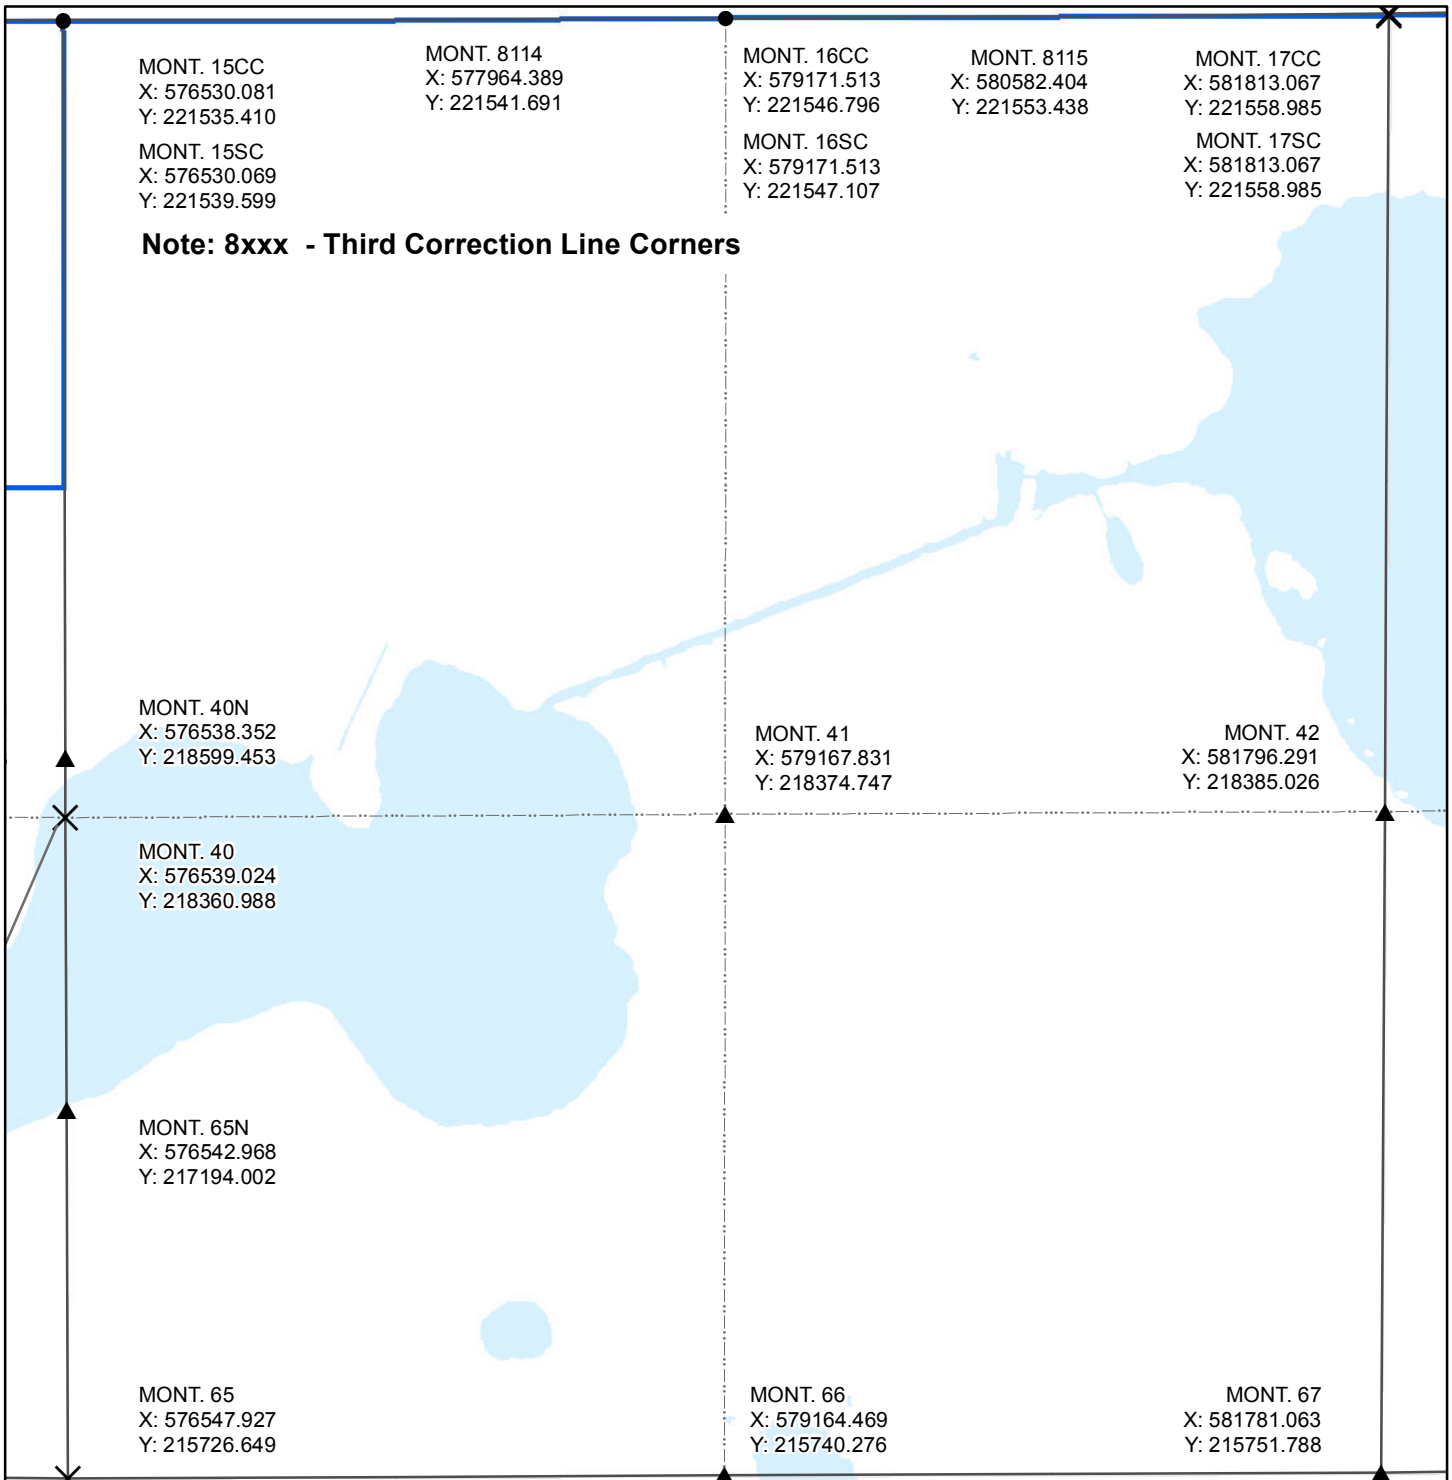 MONT. 15CC
X: 576530.081
Y: 221535.410
MONT. 15SC
X: 576530.069
Y: 221539.599
MONT. 8114
X: 577964.389
Y: 221541.691
MONT. 16CC
X: 579171.513
Y: 221546.796
MONT. 16SC
X: 579171.513
Y: 221547.107
MONT. 8115
X: 580582.404
Y: 221553.438
MONT. 17CC
X: 581813.067
Y: 221558.985
MONT. 17SC
X: 581813.067
Y: 221558.985
Note: 8xxx - Third Correction Line Corners
MONT. 40N
X: 576538.352
Y: 218599.453
MONT. 41
X: 579167.831
Y: 218374.747
MONT. 42
X: 581796.291
Y: 218385.026
MONT. 40
X: 576539.024
Y: 218360.988
MONT. 65N
X: 576542.968
Y: 217194.002
MONT. 65
X: 576547.927
Y: 215726.649
MONT. 66
X: 579164.469
Y: 215740.276
MONT. 67
X: 581781.063
Y: 215751.788